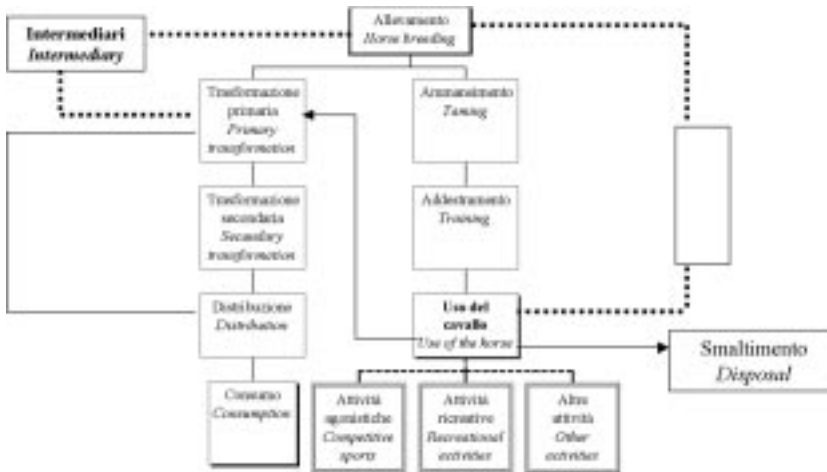 Allevamento
Horse breeding
Intermediari
Intermediary
Trasformazione
primaria
Primary
transformation
Ammansimento
Taming
Trasformazione
secondaria
Secondary
transformation
Addestramento
Training
Distribuzione
Distribution
Uso del
cavallo
Use of the horse
Smaltimento
Disposal
Consumo
Consumption
Attività
agonistiche
Competitive
sports
Attività
ricreative
Recreational
activities
Altre
attività
Other
activities